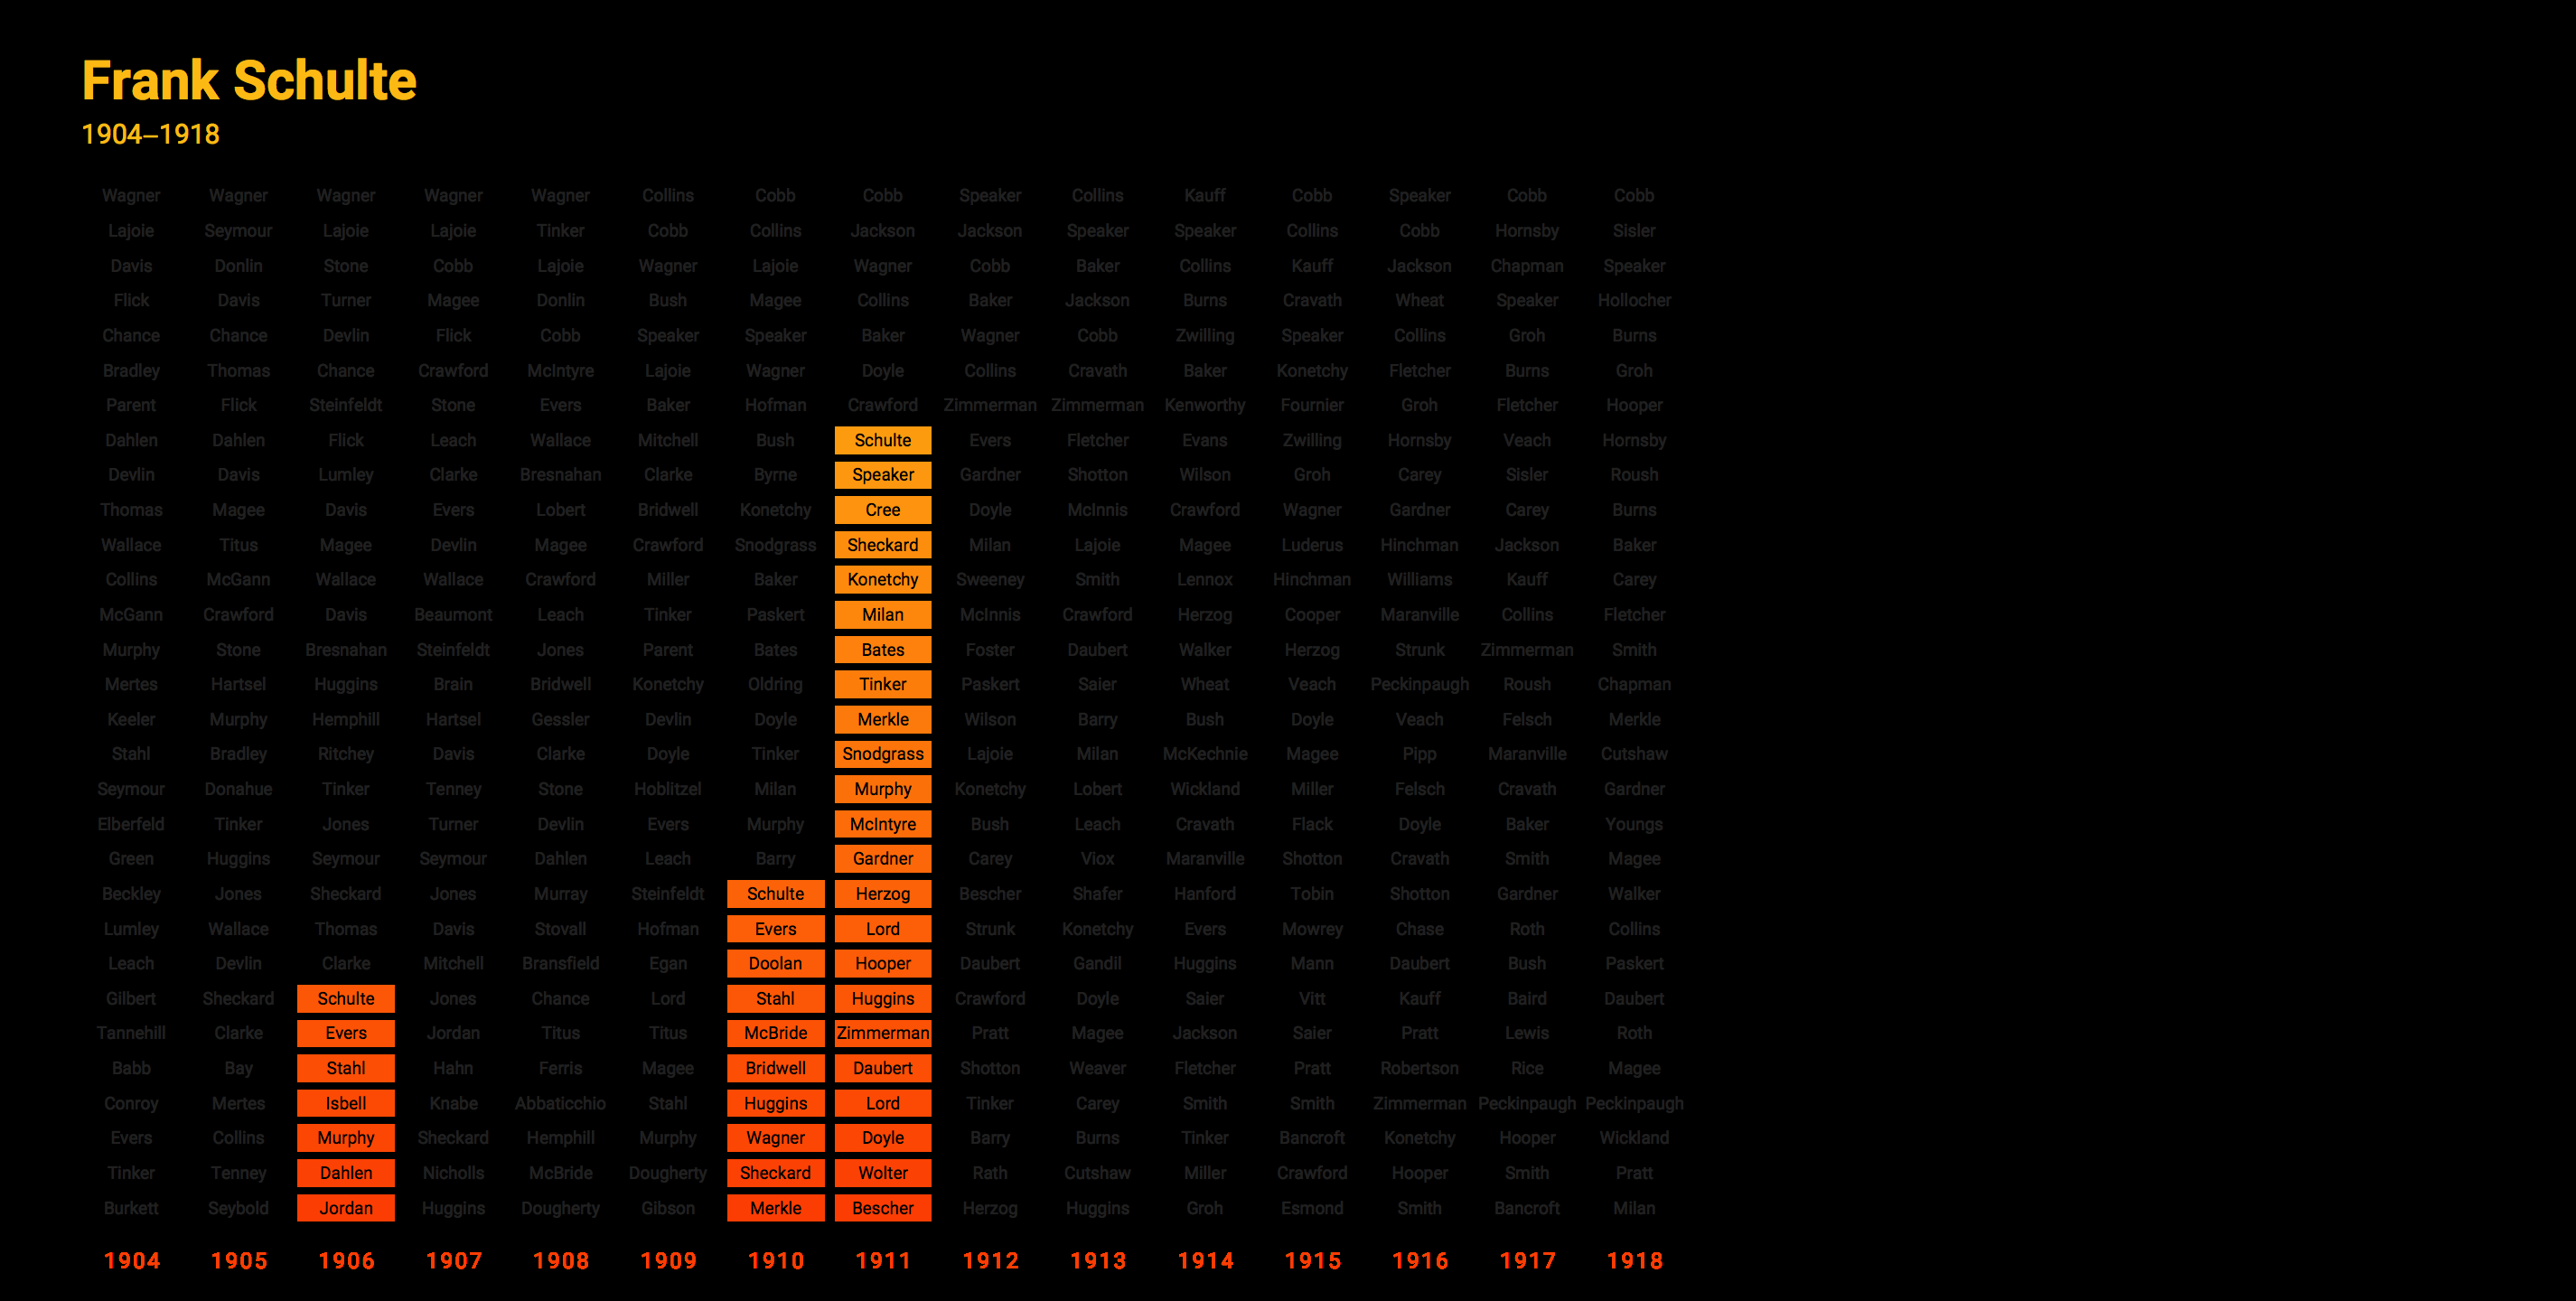 Frank Schulte
1904–1918
Wagner Wagner Wagner Wagner Wagner Collins Cobb Cobb Speaker Collins Kauff Cobb Speaker Cobb Cobb
Lajoie Seymour Lajoie Lajoie Tinker Cobb Collins Jackson Jackson Speaker Speaker Collins Cobb Hornsby Sisler
Davis Donlin Stone Cobb Lajoie Wagner Lajoie Wagner Cobb Baker Collins Kauff Jackson Chapman Speaker
Flick Davis Turner Magee Donlin Bush Magee Collins Baker Jackson Burns Cravath Wheat Speaker Hollocher
Chance Chance Devlin Flick Cobb Speaker Speaker Baker Wagner Cobb Zwilling Speaker Collins Groh Burns
Bradley Thomas Chance Crawford McIntyre Lajoie Wagner Doyle Collins Cravath Baker Konetchy Fletcher Burns Groh
Parent Flick Steinfeldt Stone Evers Baker Hofman Crawford Zimmerman Zimmerman Kenworthy Fournier Groh Fletcher Hooper
Dahlen Dahlen Flick Leach Wallace Mitchell Bush Schulte Evers Fletcher Evans Zwilling Hornsby Veach Hornsby
Devlin Davis Lumley Clarke Bresnahan Clarke Byrne Speaker Gardner Shotton Wilson Groh Carey Sisler Roush
Thomas Magee Davis Evers Lobert Bridwell Konetchy Cree Doyle McInnis Crawford Wagner Gardner Carey Burns
Wallace Titus Magee Devlin Magee Crawford Snodgrass Sheckard Milan Lajoie Magee Luderus Hinchman Jackson Baker
Collins McGann Wallace Wallace Crawford Miller Baker Konetchy Sweeney Smith Lennox Hinchman Williams Kauff Carey
McGann Crawford Davis Beaumont Leach Tinker Paskert Milan McInnis Crawford Herzog Cooper Maranville Collins Fletcher
Murphy Stone Bresnahan Steinfeldt Jones Parent Bates Bates Foster Daubert Walker Herzog Strunk Zimmerman Smith
Mertes Hartsel Huggins Brain Bridwell Konetchy Oldring Tinker Paskert Saier Wheat Veach Peckinpaugh Roush Chapman
Keeler Murphy Hemphill Hartsel Gessler Devlin Doyle Merkle Wilson Barry Bush Doyle Veach Felsch Merkle
Stahl Bradley Ritchey Davis Clarke Doyle Tinker Snodgrass Lajoie Milan McKechnie Magee Pipp Maranville Cutshaw
Seymour Donahue Tinker Tenney Stone Hoblitzel Milan Murphy Konetchy Lobert Wickland Miller Felsch Cravath Gardner
Elberfeld Tinker Jones Turner Devlin Evers Murphy McIntyre Bush Leach Cravath Flack Doyle Baker Youngs
Green Huggins Seymour Seymour Dahlen Leach Barry Gardner Carey Viox Maranville Shotton Cravath Smith Magee
Beckley Jones Sheckard Jones Murray Steinfeldt Schulte Herzog Bescher Shafer Hanford Tobin Shotton Gardner Walker
Lumley Wallace Thomas Davis Stovall Hofman Evers Lord Strunk Konetchy Evers Mowrey Chase Roth Collins
Leach Devlin Clarke Mitchell Bransfield Egan Doolan Hooper Daubert Gandil Huggins Mann Daubert Bush Paskert
Gilbert Sheckard Schulte Jones Chance Lord Stahl Huggins Crawford Doyle Saier Vitt Kauff Baird Daubert
Tannehill Clarke Evers Jordan Titus Titus McBride Zimmerman Pratt Magee Jackson Saier Pratt Lewis Roth
Babb Bay Stahl Hahn Ferris Magee Bridwell Daubert Shotton Weaver Fletcher Pratt Robertson Rice Magee
Conroy Mertes Isbell Knabe Abbaticchio Stahl Huggins Lord Tinker Carey Smith Smith Zimmerman Peckinpaugh Peckinpaugh
Evers Collins Murphy Sheckard Hemphill Murphy Wagner Doyle Barry Burns Tinker Bancroft Konetchy Hooper Wickland
Tinker Tenney Dahlen Nicholls McBride Dougherty Sheckard Wolter Rath Cutshaw Miller Crawford Hooper Smith Pratt
Burkett Seybold Jordan Huggins Dougherty Gibson Merkle Bescher Herzog Huggins Groh Esmond Smith Bancroft Milan
1904 1905 1906 1907 1908 1909 1910 1911 1912 1913 1914 1915 1916 1917 1918